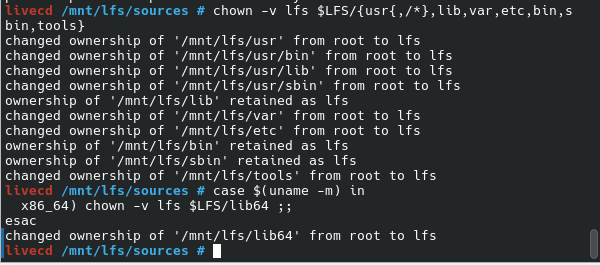 livecd /mnt/lfs/sources # chown -v lfs $LFS/{usr{,/*},lib,var,etc,bin,s
bin,tools}
changed ownership of '/mnt/lfs/usr' from root to lfs
changed ownership of '/mnt/lfs/usr/bin' from root to lfs
changed ownership of '/mnt/lfs/usr/lib' from root to lfs
changed ownership of '/mnt/lfs/usr/sbin' from root to lfs
ownership of '/mnt/lfs/lib' retained as lfs
changed ownership of '/mnt/lfs/var' from root to lfs
changed ownership of '/mnt/lfs/etc' from root to lfs
ownership of '/mnt/lfs/bin' retained as lfs
ownership of '/mnt/lfs/sbin' retained as lfs
changed ownership of '/mnt/lfs/tools' from root to lfs
livecd /mnt/lfs/sources # case $(uname -m) in
  x86_64) chown -v lfs $LFS/lib64 ;;
esac
changed ownership of '/mnt/lfs/lib64' from root to lfs
livecd /mnt/lfs/sources #